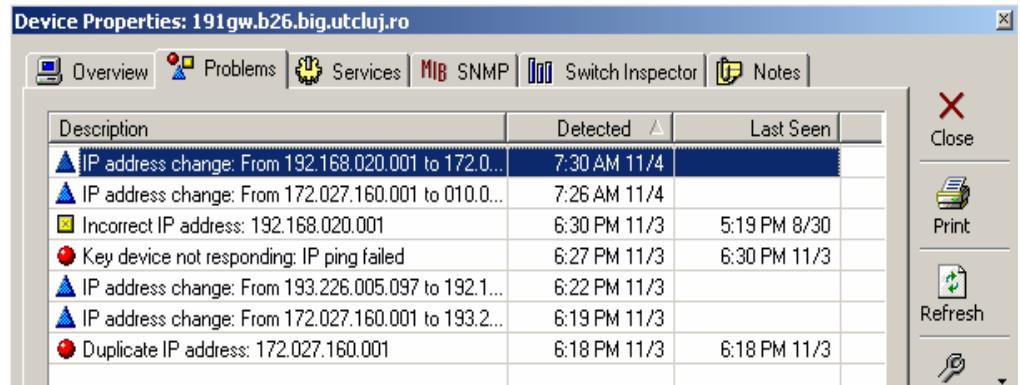 Device Properties: 191gw.b26.big.utcluj.ro
Overview Problems Services MIB SNMP Switch Inspector Notes
Description Detected Last Seen
IP address change: From 192.168.020.001 to 172.0... 7:30 AM 11/4
IP address change: From 172.027.160.001 to 010.0... 7:26 AM 11/4
Incorrect IP address: 192.168.020.001 6:30 PM 11/3 5:19 PM 8/30
Key device not responding: IP ping failed 6:27 PM 11/3 6:30 PM 11/3
IP address change: From 193.226.005.097 to 192.1... 6:22 PM 11/3
IP address change: From 172.027.160.001 to 193.2... 6:19 PM 11/3
Duplicate IP address: 172.027.160.001 6:18 PM 11/3 6:18 PM 11/3
Close
Print
Refresh